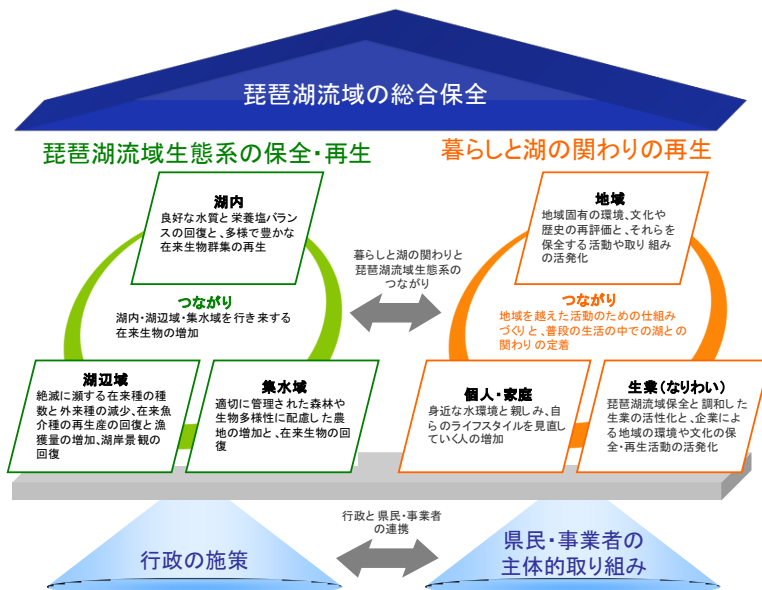 琵琶湖流域の総合保全
琵琶湖流域生態系の保全・再生
暮らしと湖の関わりの再生
湖内
良好な水質と栄養塩バラン
スの回復と、多様で豊かな
在来生物群集の再生
つながり
湖内・湖辺域・集水域を行き来する
在来生物の増加
湖辺域
絶滅に瀕する在来種の種
数と外来種の減少、在来魚
介種の再生産の回復と漁
獲量の増加、湖岸景観の
回復
集水域
適切に管理された森林や
生物多様性に配慮した農
地の増加と、在来生物の回
復
暮らしと湖の関わりと
琵琶湖流域生態系の
つながり
地域
地域固有の環境、文化や
歴史の再評価と、それらを
保全する活動や取り組み
の活発化
つながり
地域を越えた活動のための仕組み
づくりと、普段の生活の中での湖との
関わりの定着
個人・家庭
身近な水環境と親しみ、自
らのライフスタイルを見直し
ていく人の増加
生業(なりわい)
琵琶湖流域保全と調和した
生業の活性化と、企業によ
る地域の環境や文化の保
全・再生活動の活発化
行政と県民・事業者
の連携
行政の施策
県民・事業者の
主体的取り組み